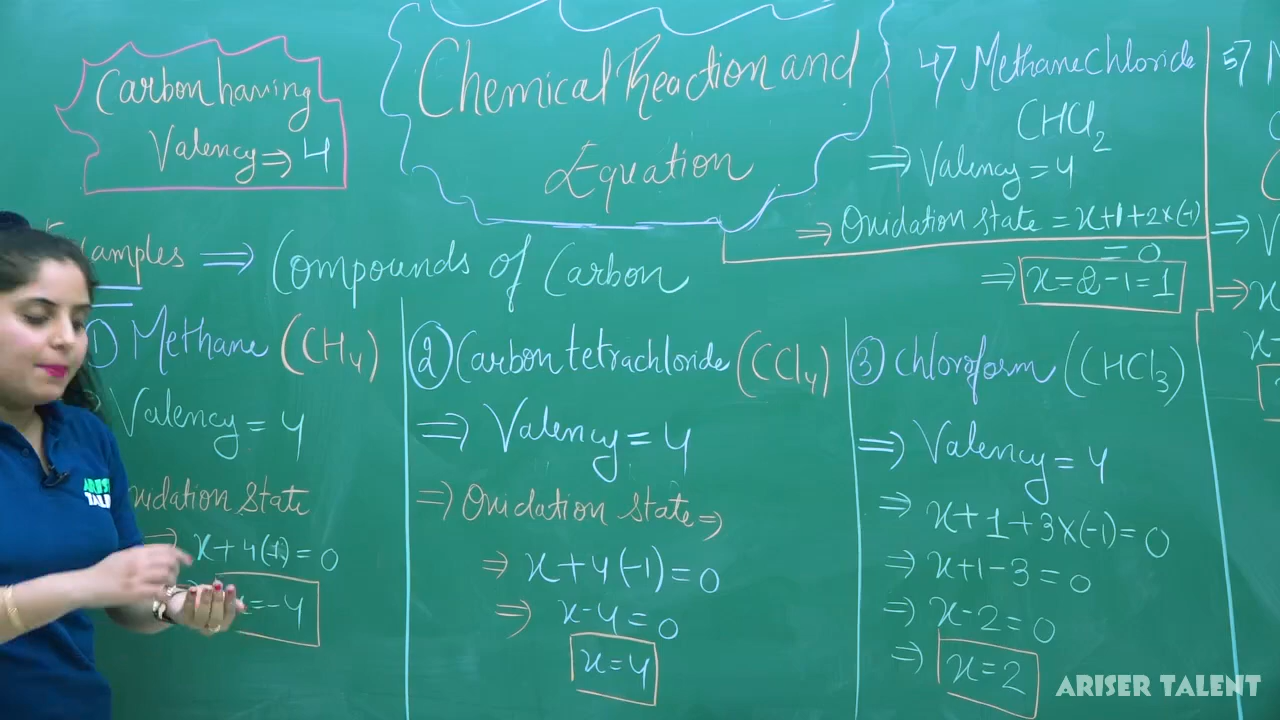 Carbon having
Valency ⇒ 4
Chemical Reaction and
Equation
amples ⇒ Compounds of Carbon
1) Methane (CH4)
Valency = 4
xidation State
⇒ x+4(1)=0
x=-4
2) Carbon tetrachloride (CCl4)
⇒ Valency = 4
⇒ Oxidation state ⇒
⇒ x+4(-1)=0
⇒ x-4=0
x=4
3) Chloroform (CHCl3)
⇒ Valency = 4
⇒ x+1+3×(-1)=0
⇒ x+1-3=0
⇒ x-2=0
⇒ x=2
4) Methane Chloride
CHCl2
⇒ Valency = 4
⇒ Oxidation state = x+1+2×(-1)
= 0
⇒ x=2-1=1
5)
⇒ V
⇒ x
x-
ARISER TALENT